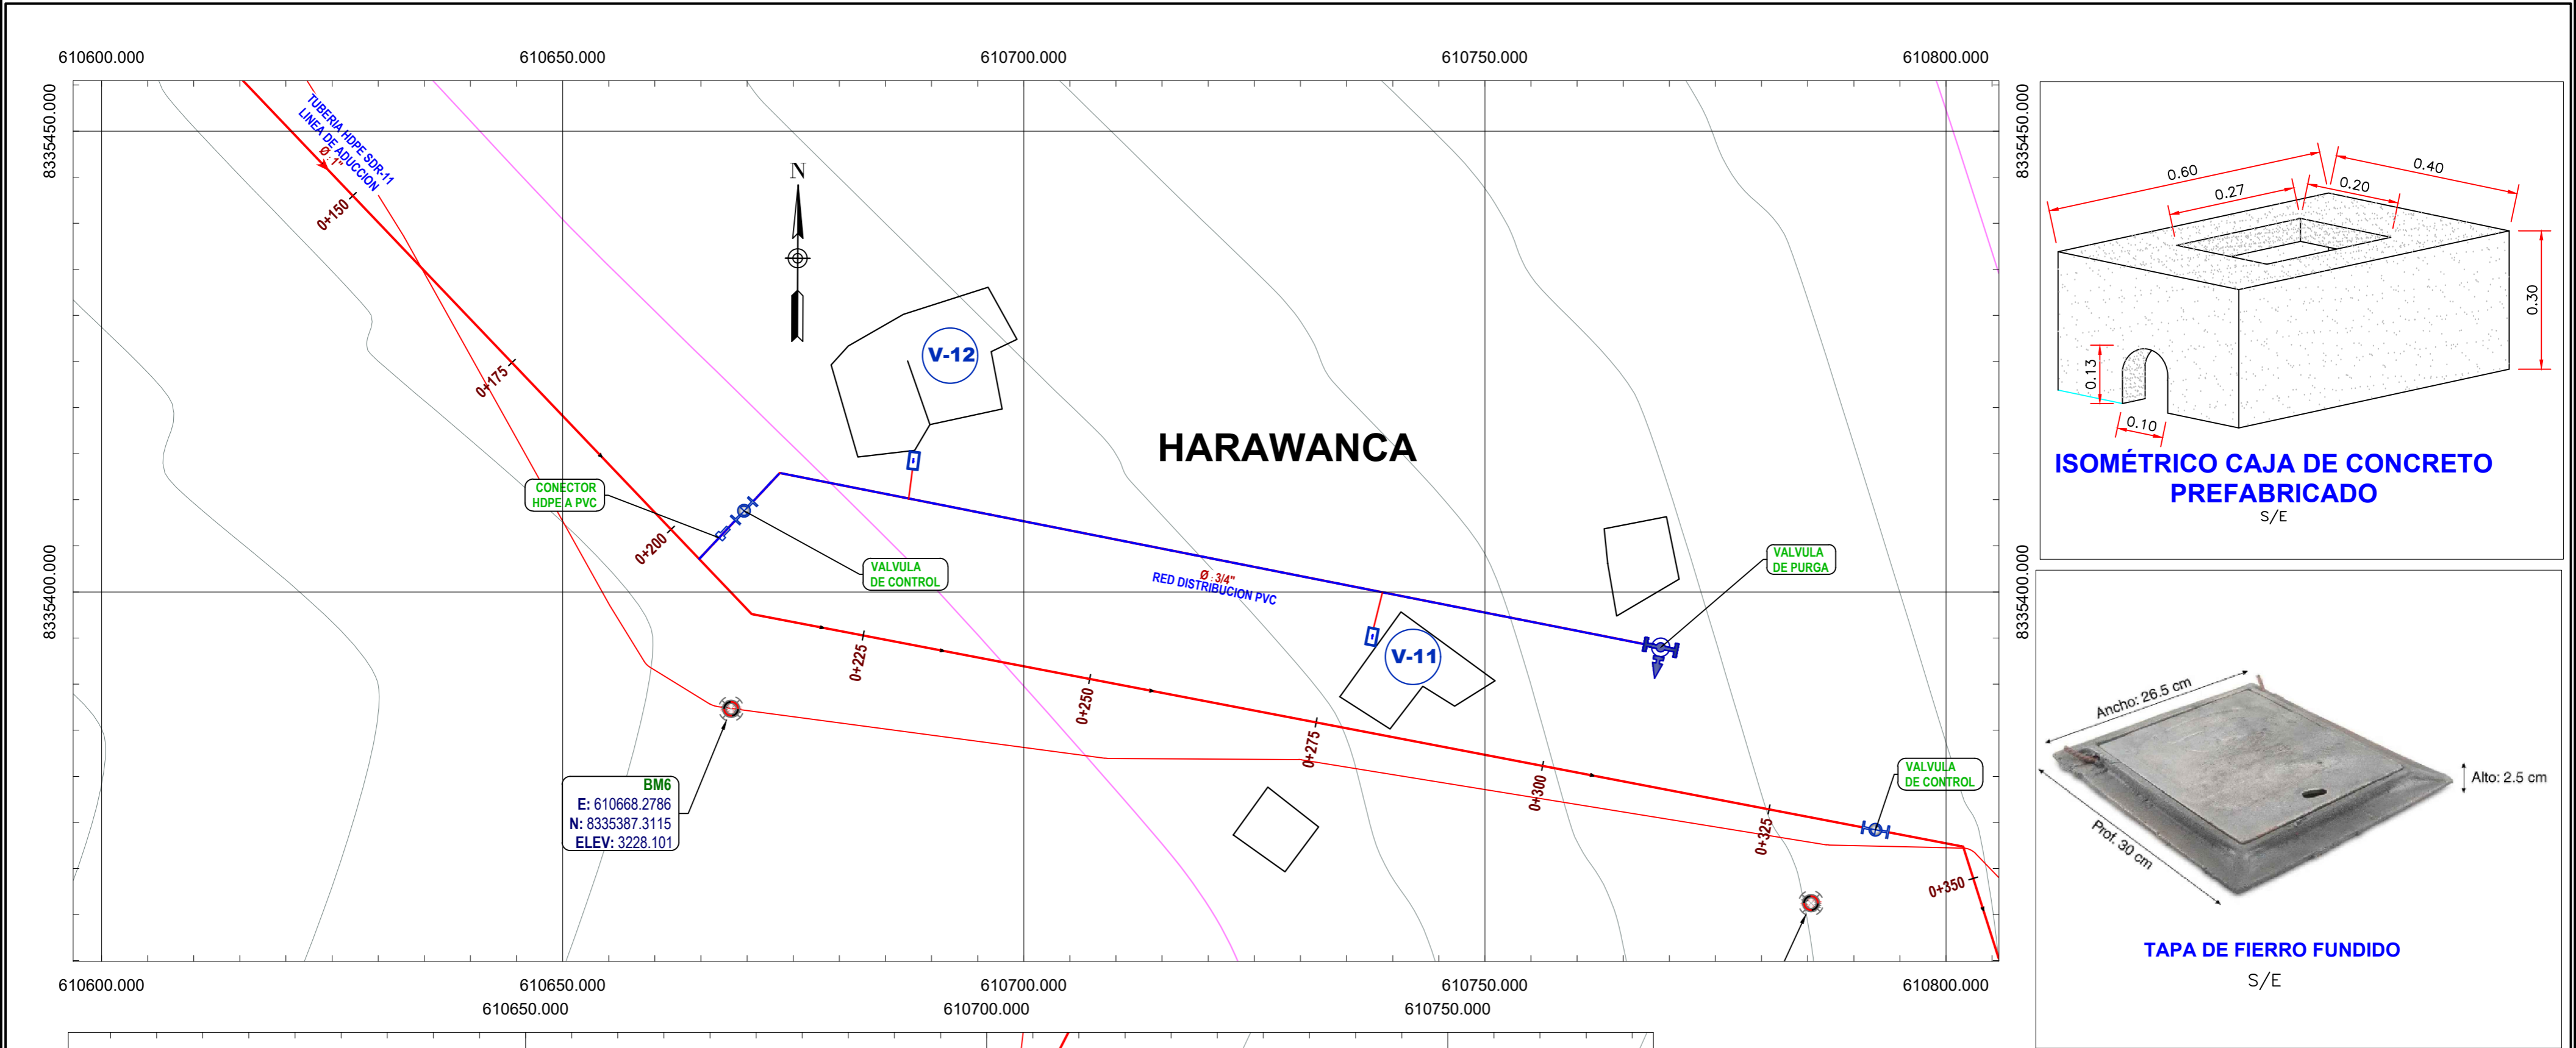 610600.000
610650.000
610700.000
610750.000
610800.000
8335450.000
8335450.000
TUBERIA HDPE SDR-11
LINEA DE ADUCCION
Ø : 1"
0+150
N
0+175
V-12
HARAWANCA
CONECTOR
HDPE A PVC
0+200
VALVULA
DE CONTROL
Ø : 3/4"
RED DISTRIBUCION PVC
VALVULA
DE PURGA
8335400.000
8335400.000
0+225
0+250
V-11
0+275
0+300
0+325
0+350
VALVULA
DE CONTROL
BM6
E: 610668.2786
N: 8335387.3115
ELEV: 3228.101
610600.000
610650.000
610700.000
610750.000
610800.000
610650.000
610700.000
610750.000
0.60
0.40
0.27
0.20
0.30
0.13
0.10
ISOMÉTRICO CAJA DE CONCRETO
PREFABRICADO
S/E
Ancho: 26.5 cm
Alto: 2.5 cm
Prof. 30 cm
TAPA DE FIERRO FUNDIDO
S/E